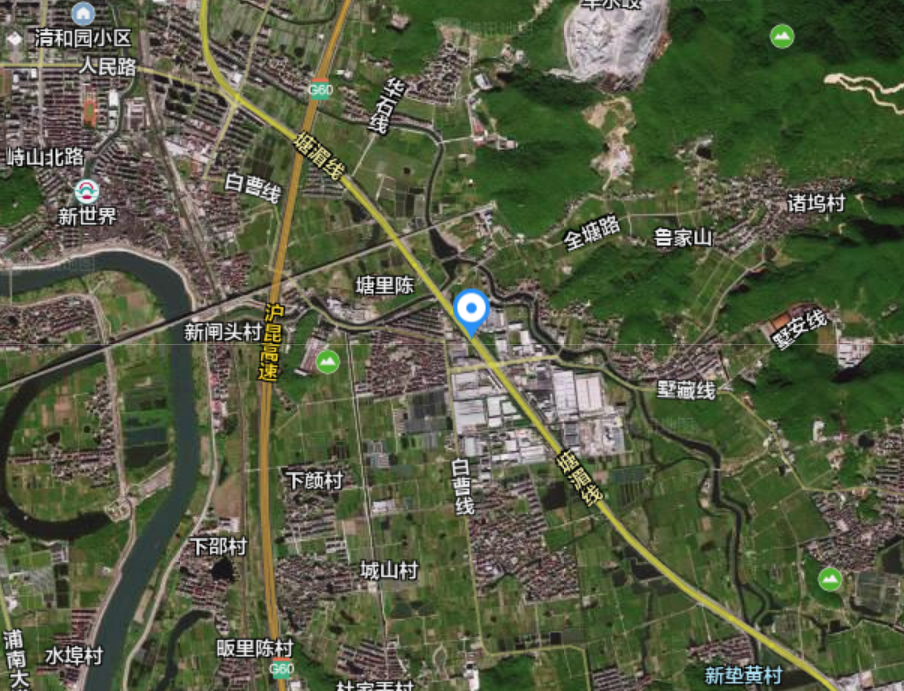 清和园小区
人民路
G60
华石线
塘湄线
峙山北路
白曹线
新世界
诸坞村
全塘路
鲁家山
塘里陈
新闸头村
沪昆高速
墅安线
墅藏线
白曹线
塘湄线
下颜村
下邵村
城山村
畈里陈村
G60
水埠村
新垫黄村